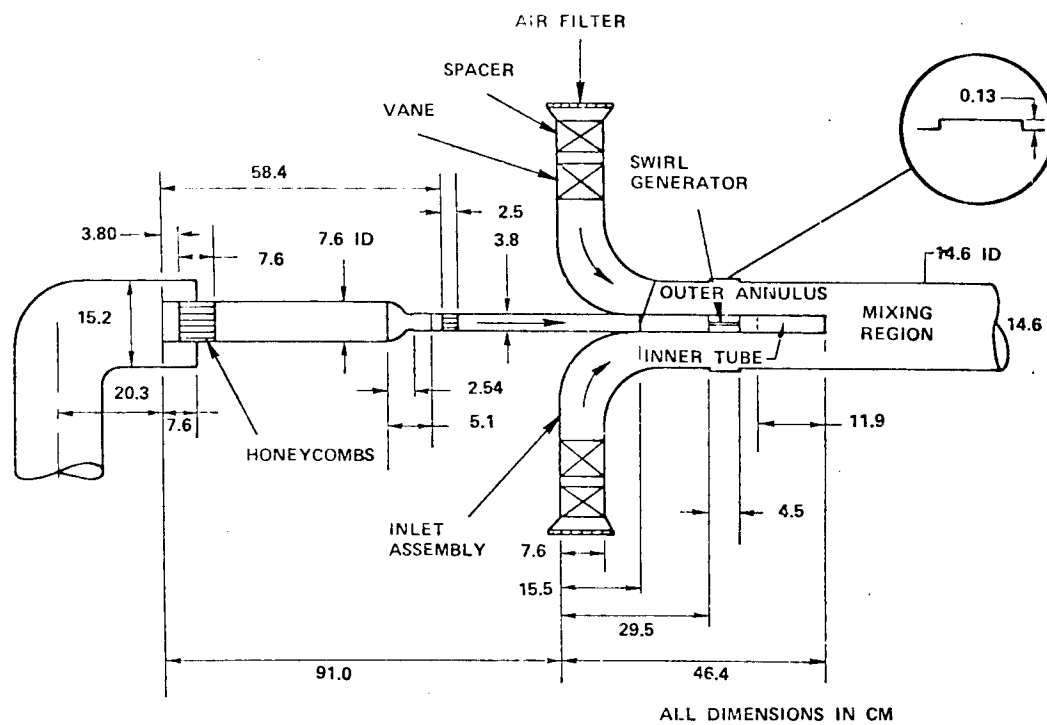 AIR FILTER
SPACER
VANE
0.13
SWIRL
GENERATOR
58.4
2.5
3.80
7.6
7.6 ID
3.8
14.6 ID
OUTER ANNULUS
MIXING
REGION
15.2
14.6
INNER TUBE
20.3
7.6
2.54
5.1
11.9
HONEYCOMBS
4.5
INLET
ASSEMBLY
7.6
15.5
29.5
91.0
46.4
ALL DIMENSIONS IN CM